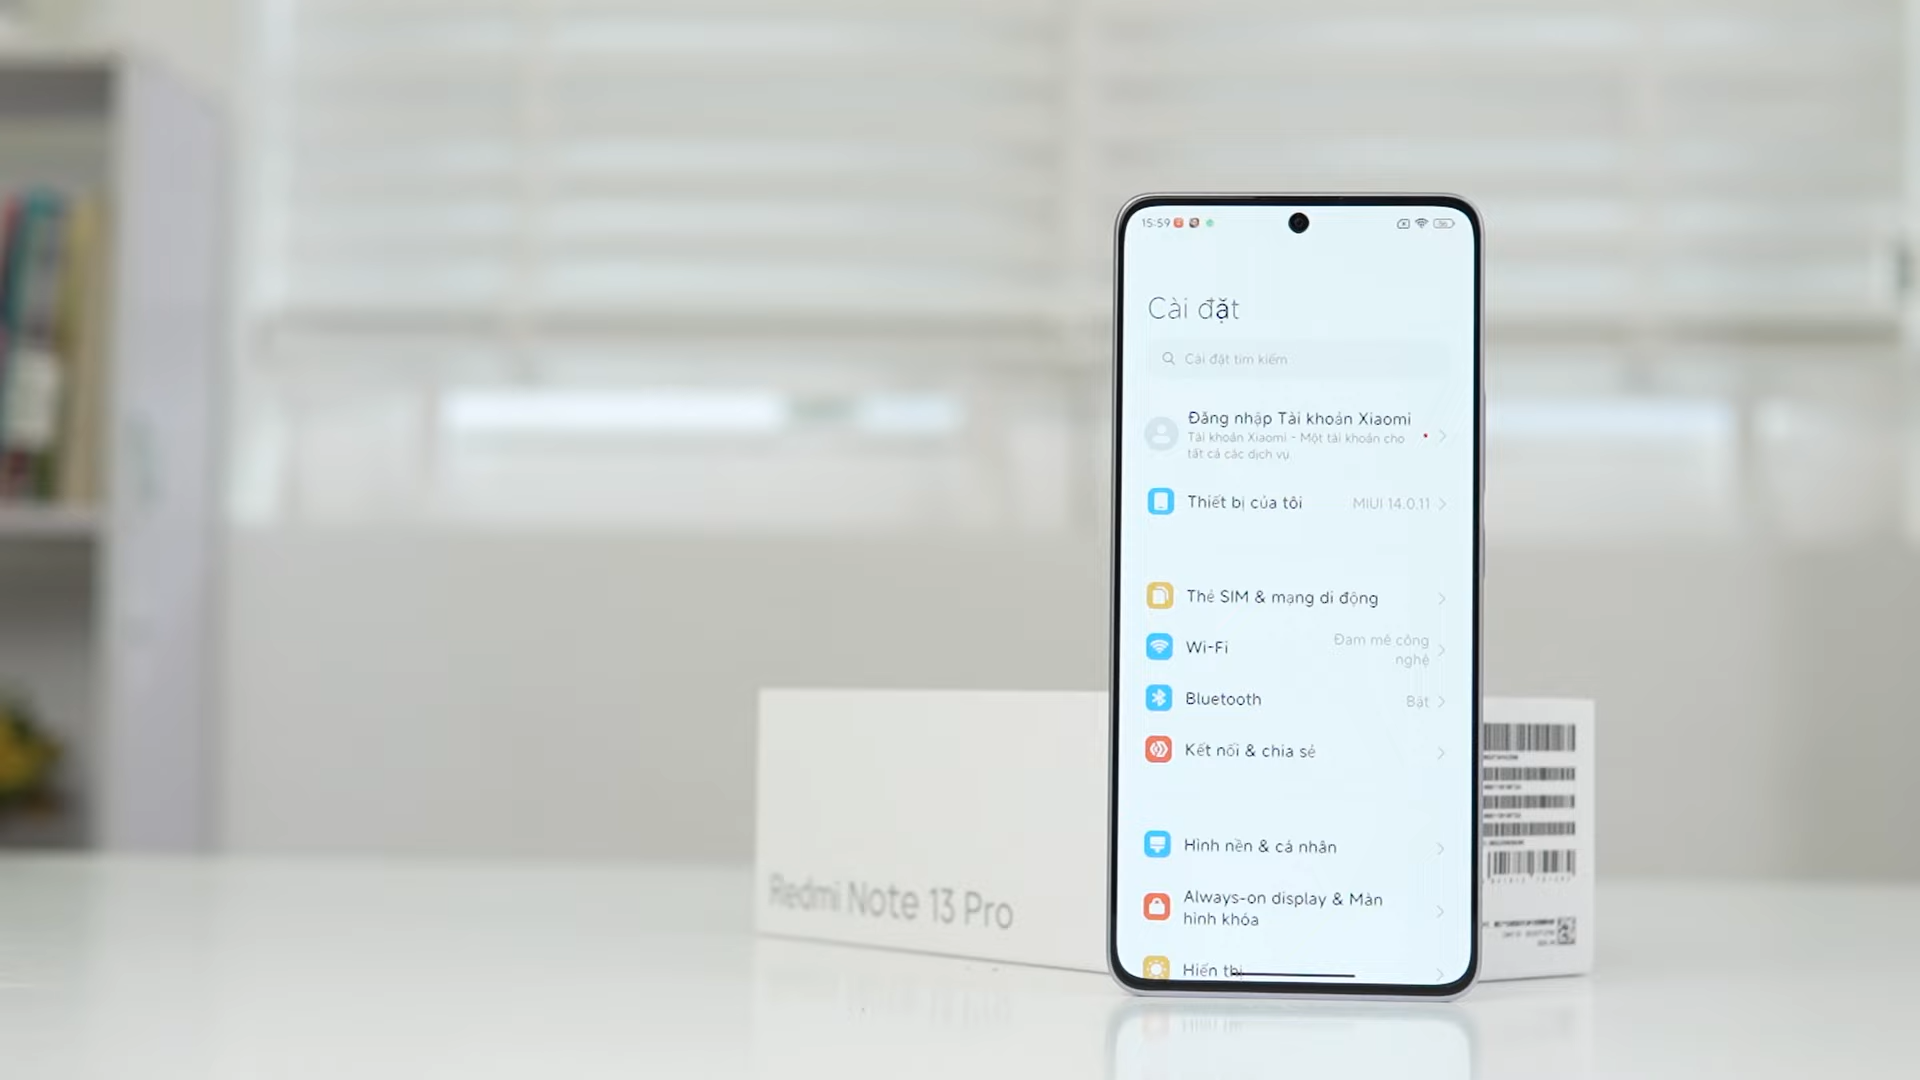 15:59
Cài đặt
Cài đặt tìm kiếm
Đăng nhập Tài khoản Xiaomi
Tài khoản Xiaomi - Một tài khoản cho
tất cả các dịch vụ
Thiết bị của tôi
MIUI 14.0.11
Thẻ SIM & mạng di động
Wi-Fi
Đam mê công
nghệ
Bluetooth
Bật
Kết nối & chia sẻ
Hình nền & cá nhân
Always-on display & Màn
hình khóa
Hiển thị
Redmi Note 13 Pro